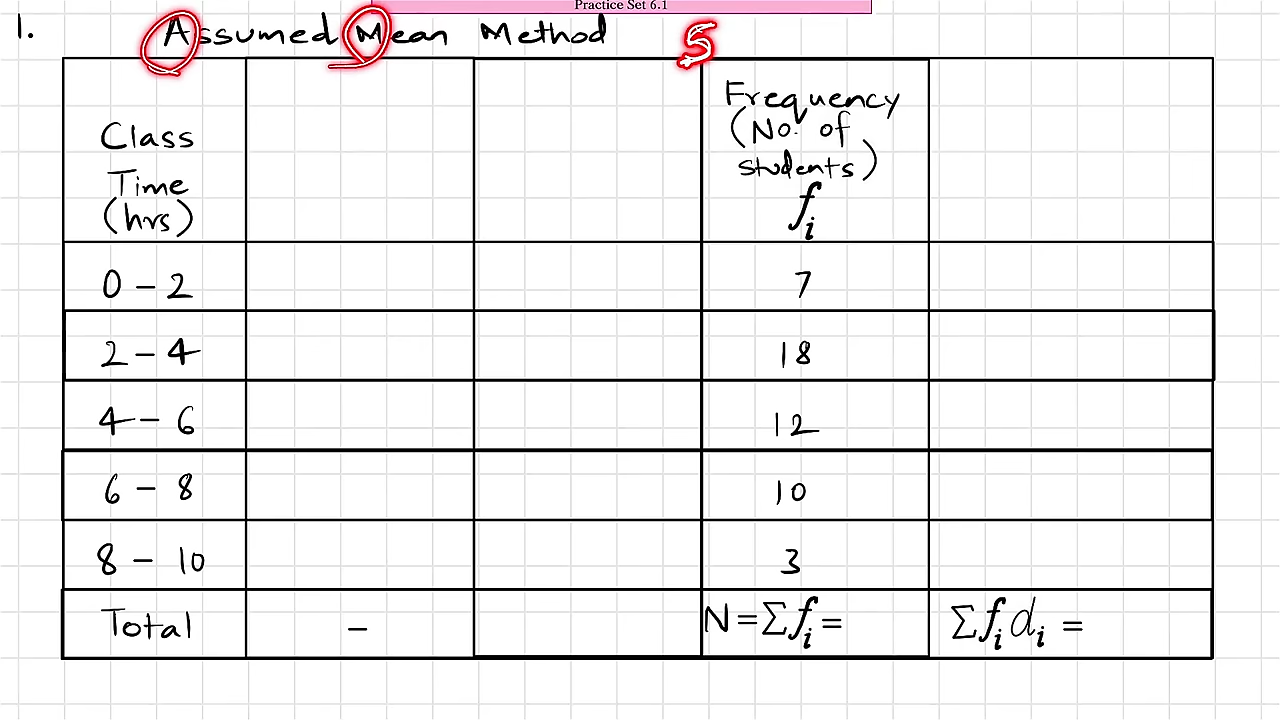 Practice Set 6.1
1. Assumed Mean Method 5
Class Time (hrs) Frequency (No. of students) fi
0 - 2 7
2 - 4 18
4 - 6 12
6 - 8 10
8 - 10 3
Total - N = Σfi = Σfidi =